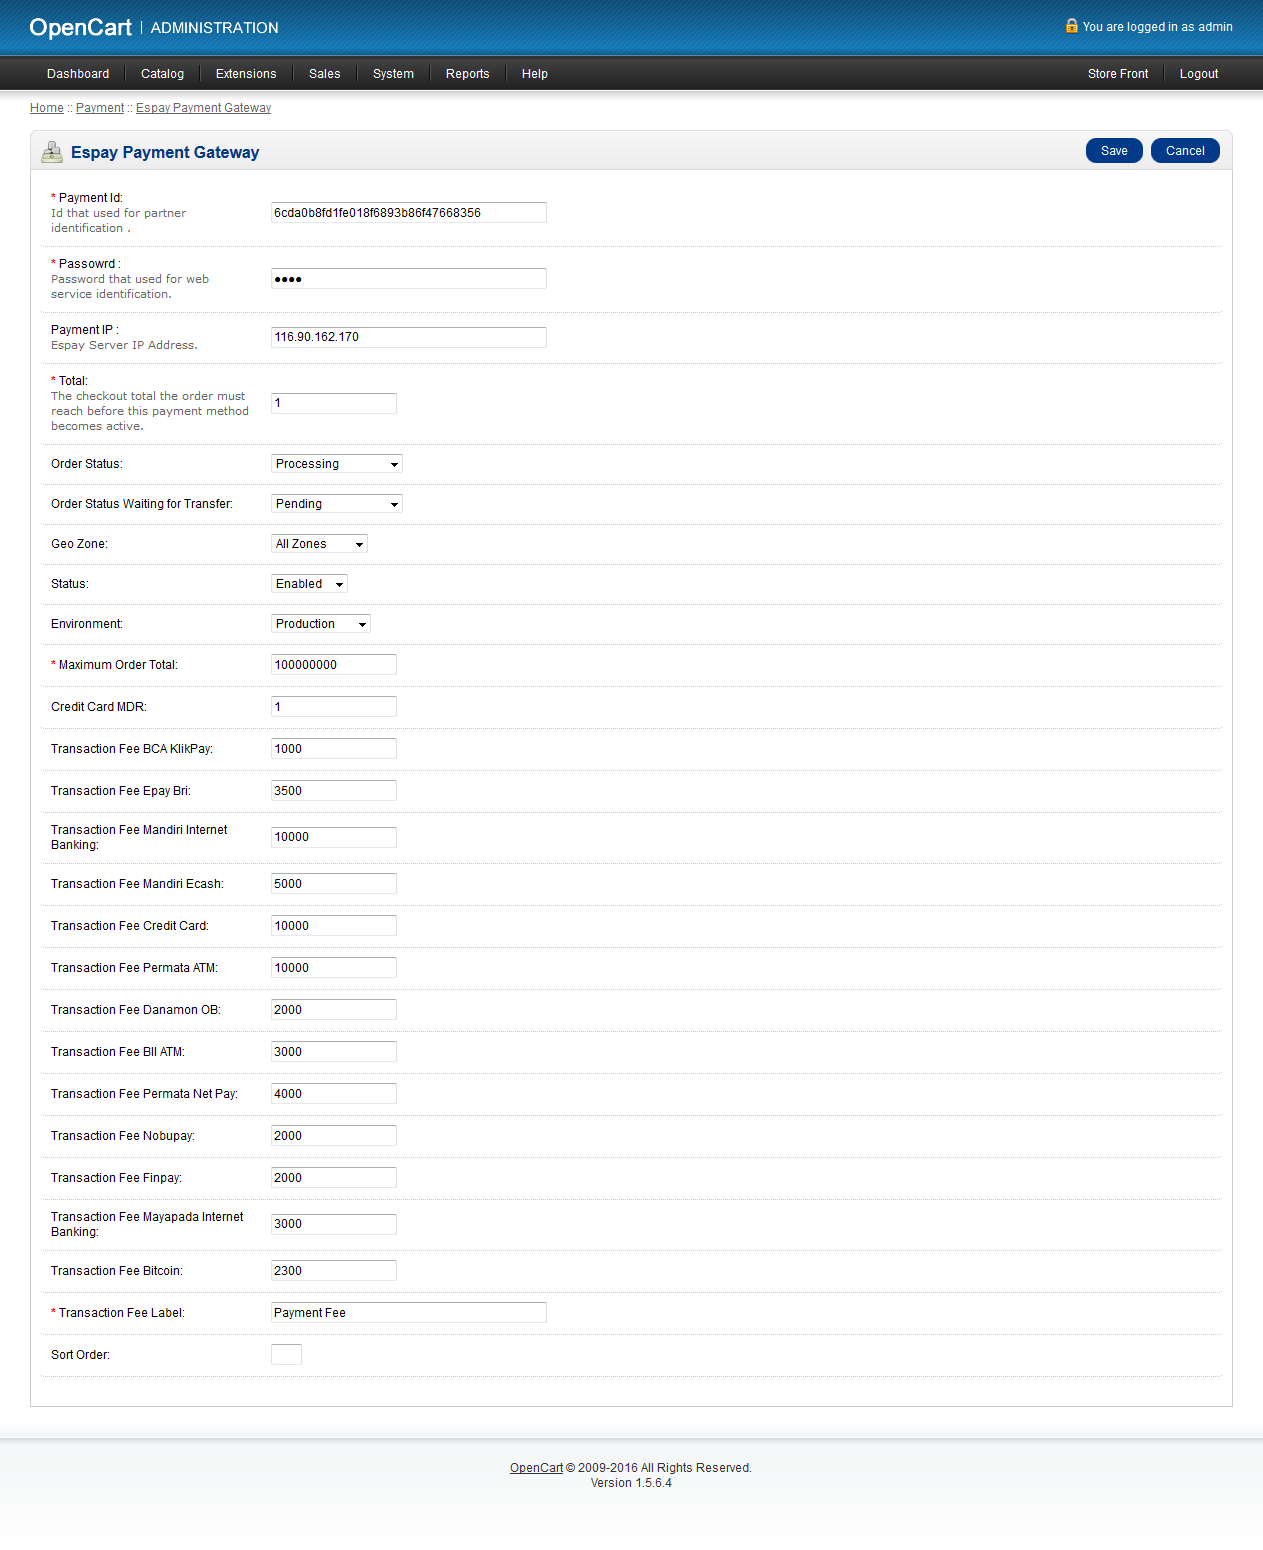 OpenCart | ADMINISTRATION
You are logged in as admin
Dashboard Catalog Extensions Sales System Reports Help Store Front Logout
Home :: Payment :: Espay Payment Gateway
Espay Payment Gateway
Save Cancel
* Payment Id:
Id that used for partner
identification .
6cda0b8fd1fe018f6893b86f47668356
* Passowrd :
Password that used for web
service identification.
●●●●
Payment IP :
Espay Server IP Address.
116.90.162.170
* Total:
The checkout total the order must
reach before this payment method
becomes active.
1
Order Status: Processing
Order Status Waiting for Transfer: Pending
Geo Zone: All Zones
Status: Enabled
Environment: Production
* Maximum Order Total: 100000000
Credit Card MDR: 1
Transaction Fee BCA KlikPay: 1000
Transaction Fee Epay Bri: 3500
Transaction Fee Mandiri Internet
Banking:
10000
Transaction Fee Mandiri Ecash: 5000
Transaction Fee Credit Card: 10000
Transaction Fee Permata ATM: 10000
Transaction Fee Danamon OB: 2000
Transaction Fee BII ATM: 3000
Transaction Fee Permata Net Pay: 4000
Transaction Fee Nobupay: 2000
Transaction Fee Finpay: 2000
Transaction Fee Mayapada Internet
Banking:
3000
Transaction Fee Bitcoin: 2300
* Transaction Fee Label: Payment Fee
Sort Order:
OpenCart © 2009-2016 All Rights Reserved.
Version 1.5.6.4